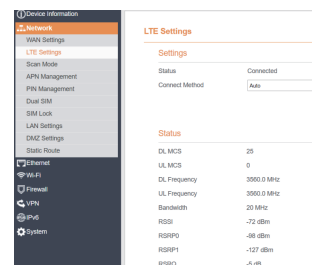 Device Information
Network
WAN Settings
LTE Settings
Scan Mode
APN Management
PIN Management
Dual SIM
SIM Lock
LAN Settings
DMZ Settings
Static Route
Ethernet
Wi-Fi
Firewall
VPN
IPv6
System
LTE Settings
Settings
Status Connected
Connect Method Auto
Status
DL MCS 25
UL MCS 0
DL Frequency 3560.0 MHz
UL Frequency 3560.0 MHz
Bandwidth 20 MHz
RSSI -72 dBm
RSRP0 -98 dBm
RSRP1 -127 dBm
RSRQ -5 dB